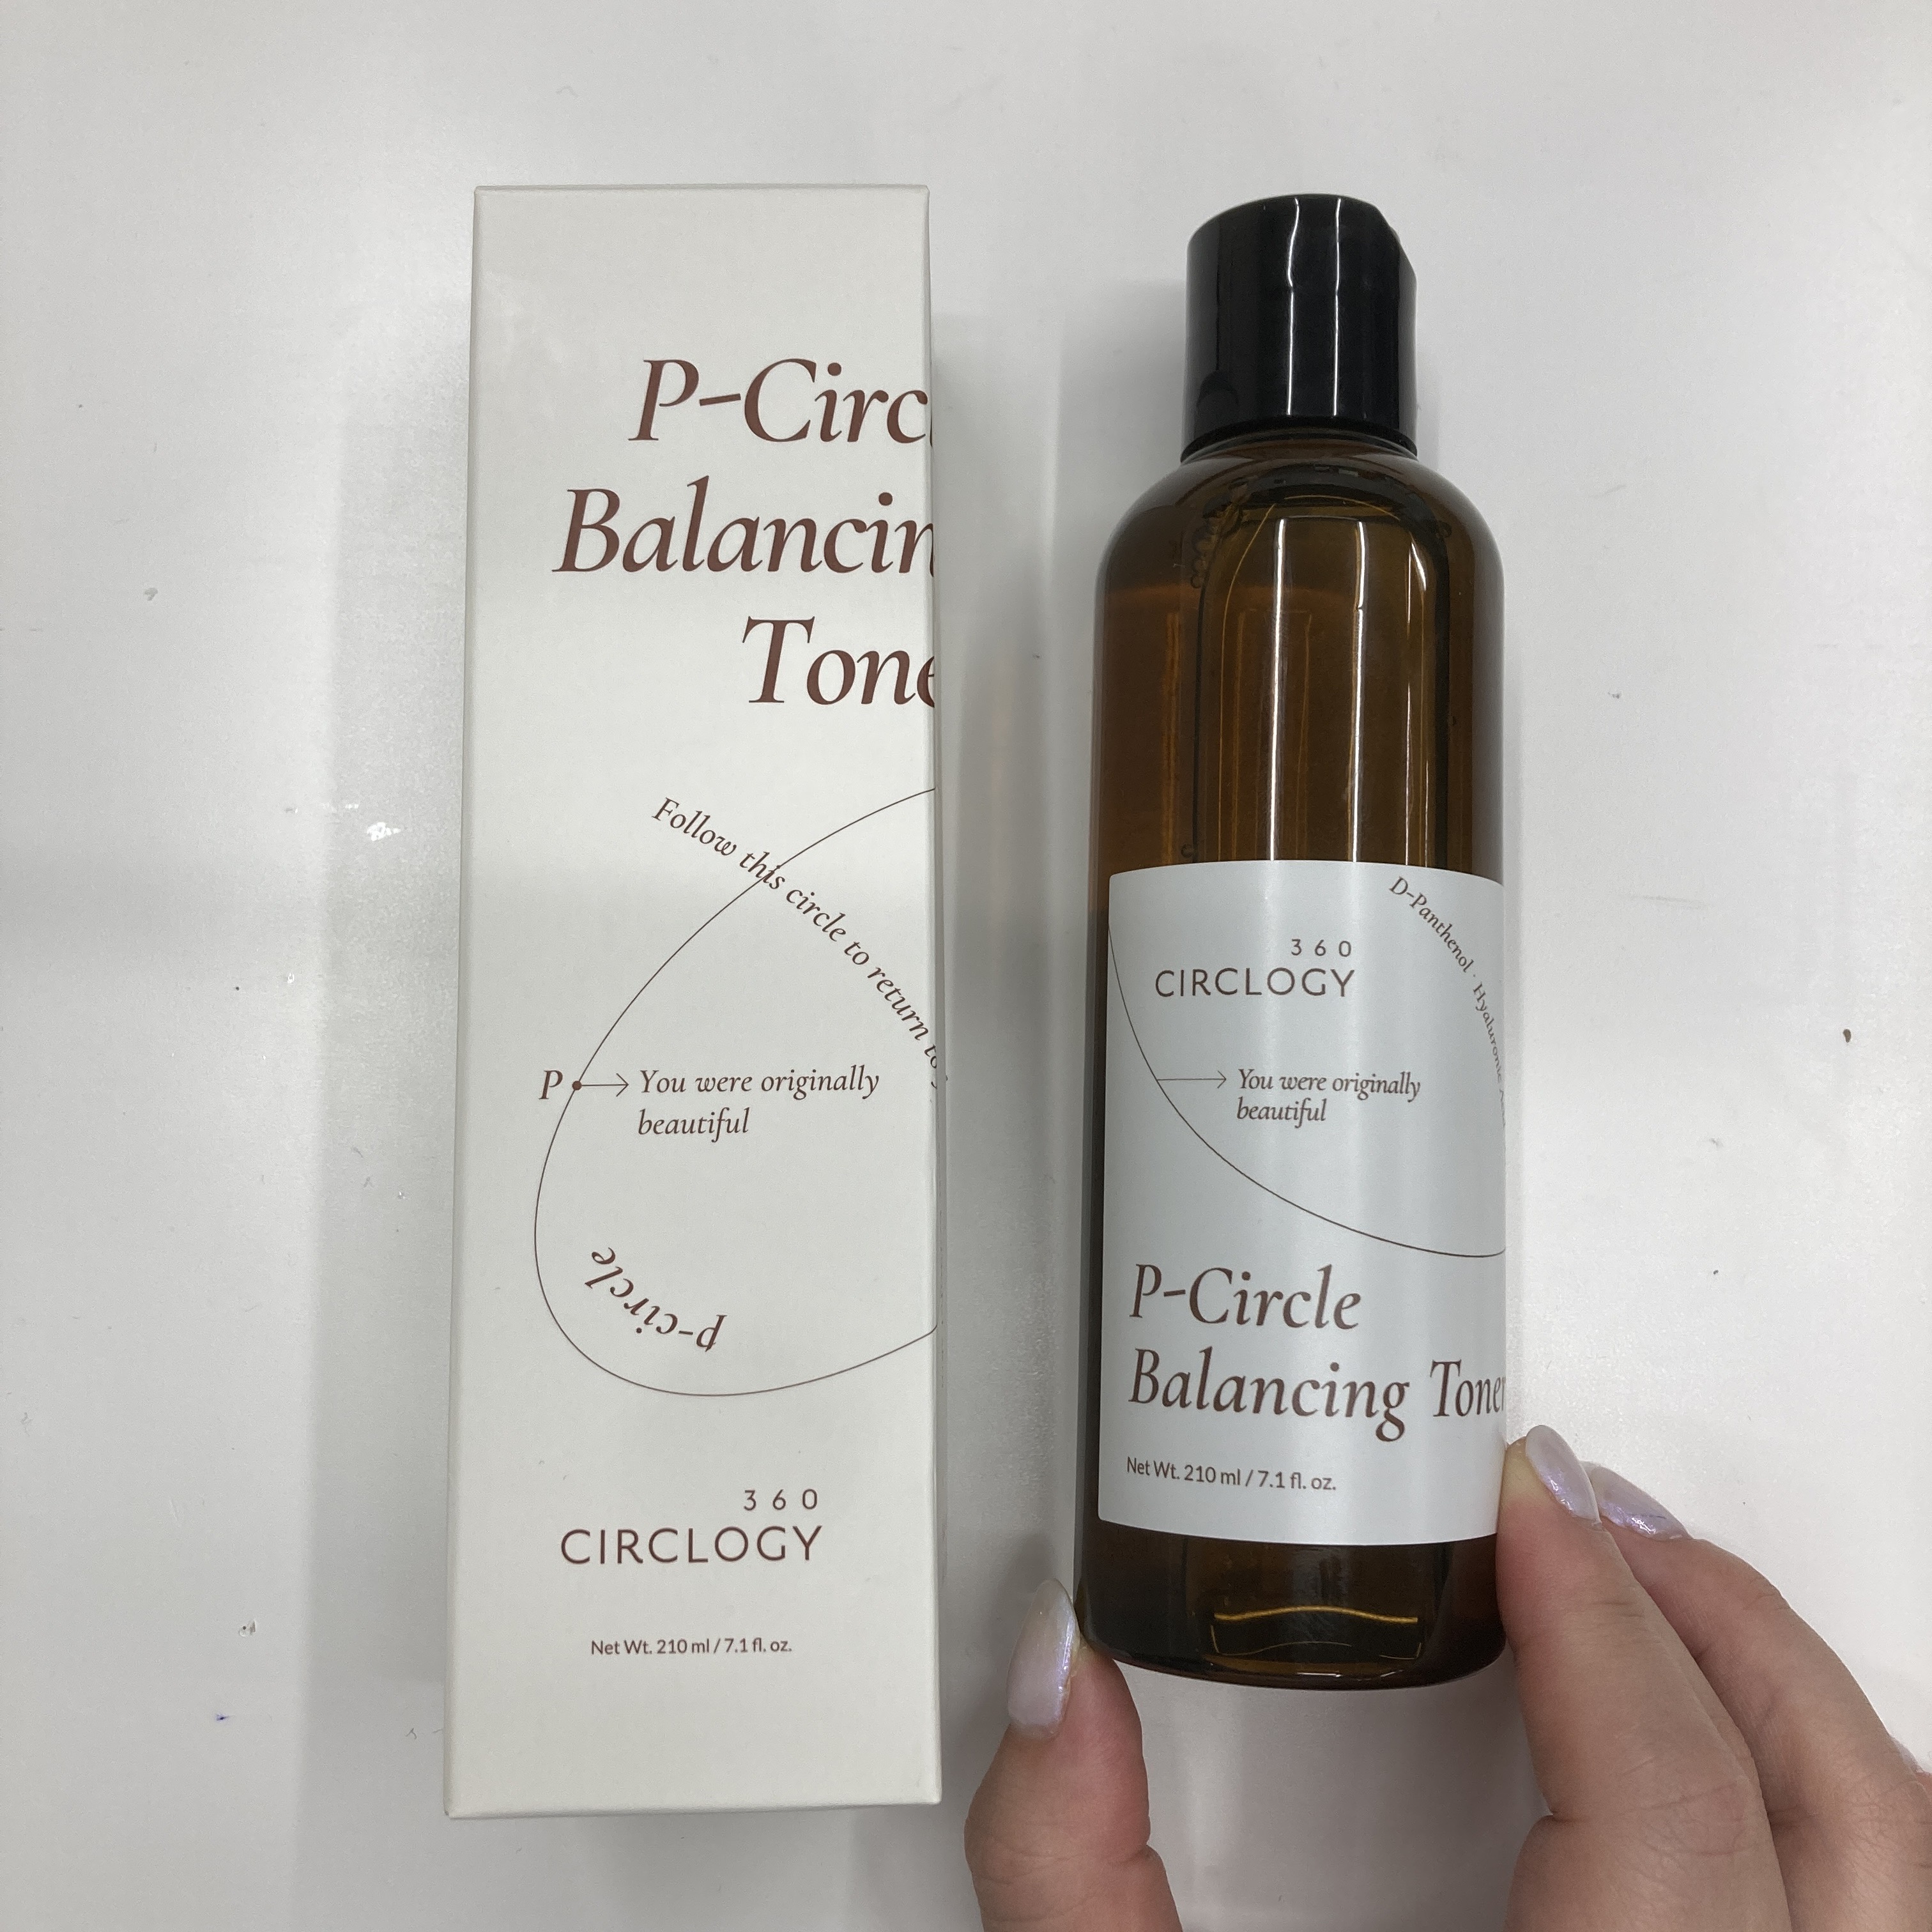 P-Circ
Balancin
Tone
Follow this circle to return to
P
You were originally
beautiful
p-circle
360
CIRCLOGY
Net Wt. 210 ml / 7.1 fl. oz.
D-Panthenol · Hyaluronic
360
CIRCLOGY
You were originally
beautiful
P-Circle
Balancing Toner
Net Wt. 210 ml / 7.1 fl. oz.